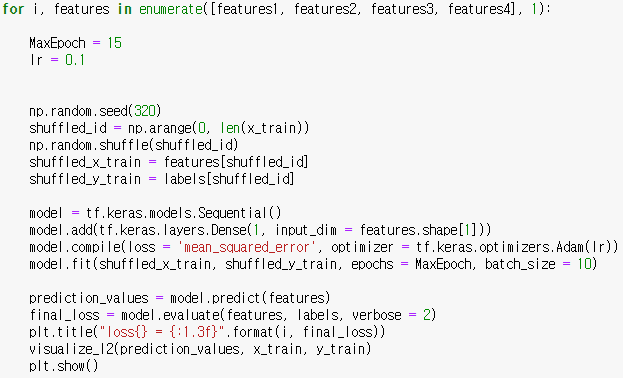 for i, features in enumerate([features1, features2, features3, features4], 1):
MaxEpoch = 15
lr = 0.1
np.random.seed(320)
shuffled_id = np.arange(0, len(x_train))
np.random.shuffle(shuffled_id)
shuffled_x_train = features[shuffled_id]
shuffled_y_train = labels[shuffled_id]
model = tf.keras.models.Sequential()
model.add(tf.keras.layers.Dense(1, input_dim = features.shape[1]))
model.compile(loss = 'mean_squared_error', optimizer = tf.keras.optimizers.Adam(lr))
model.fit(shuffled_x_train, shuffled_y_train, epochs = MaxEpoch, batch_size = 10)
prediction_values = model.predict(features)
final_loss = model.evaluate(features, labels, verbose = 2)
plt.title("loss{} = {:1.3f}".format(i, final_loss))
visualize_l2(prediction_values, x_train, y_train)
plt.show()